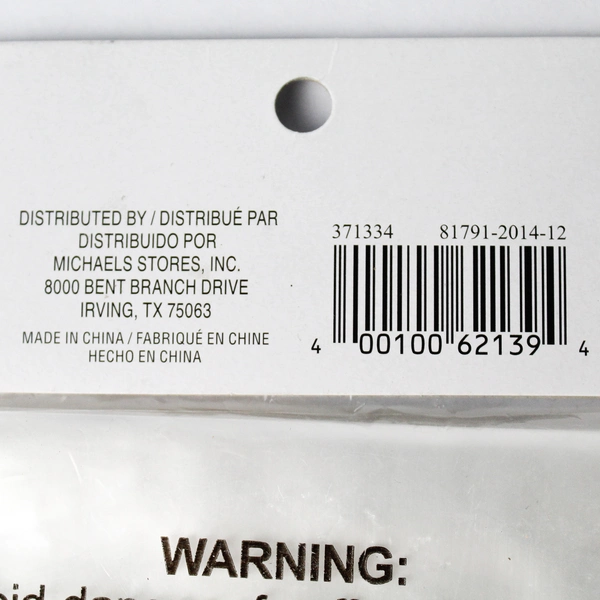 DISTRIBUTED BY / DISTRIBUÉ PAR
DISTRIBUIDO POR
MICHAELS STORES, INC.
8000 BENT BRANCH DRIVE
IRVING, TX 75063
MADE IN CHINA / FABRIQUÉ EN CHINE
HECHO EN CHINA
371334 81791-2014-12
4 00100 62139 4
WARNING: